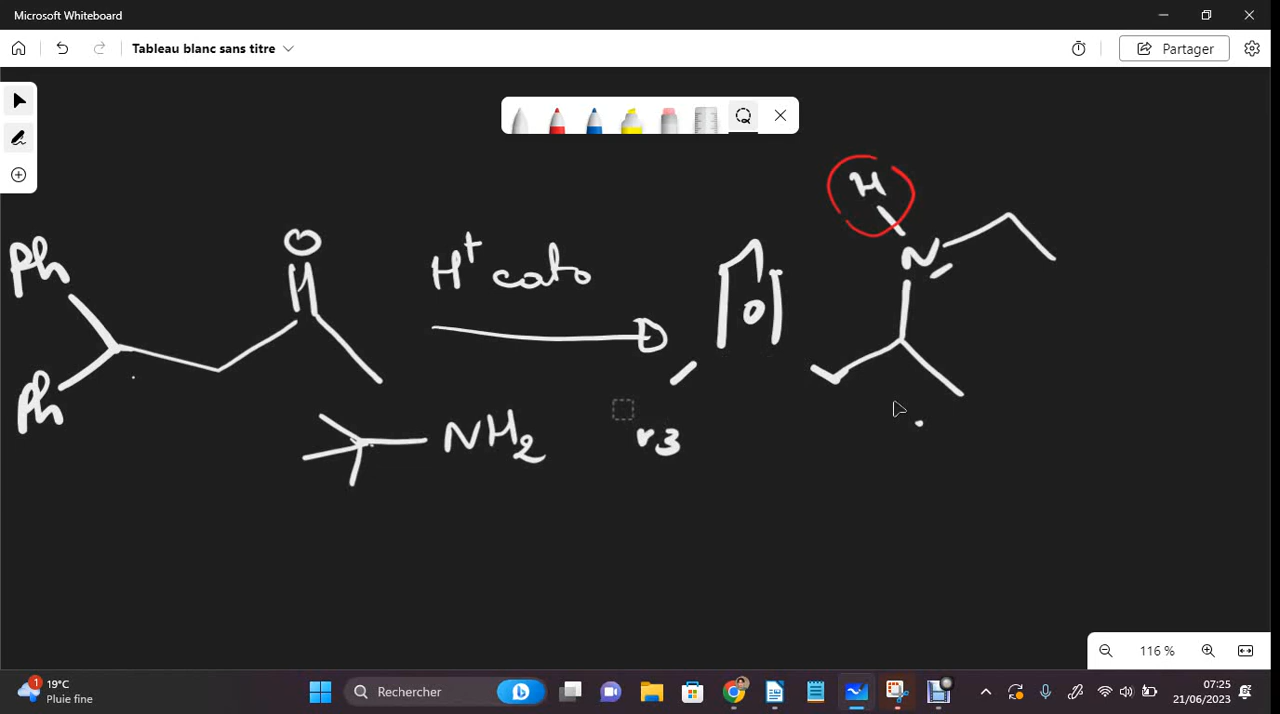 Microsoft Whiteboard
Tableau blanc sans titre
Partager
H
Ph
O
H+ cata
N
[O]
Ph
NH2
116 %
1
19°C
Pluie fine
Rechercher
07:25
21/06/2023